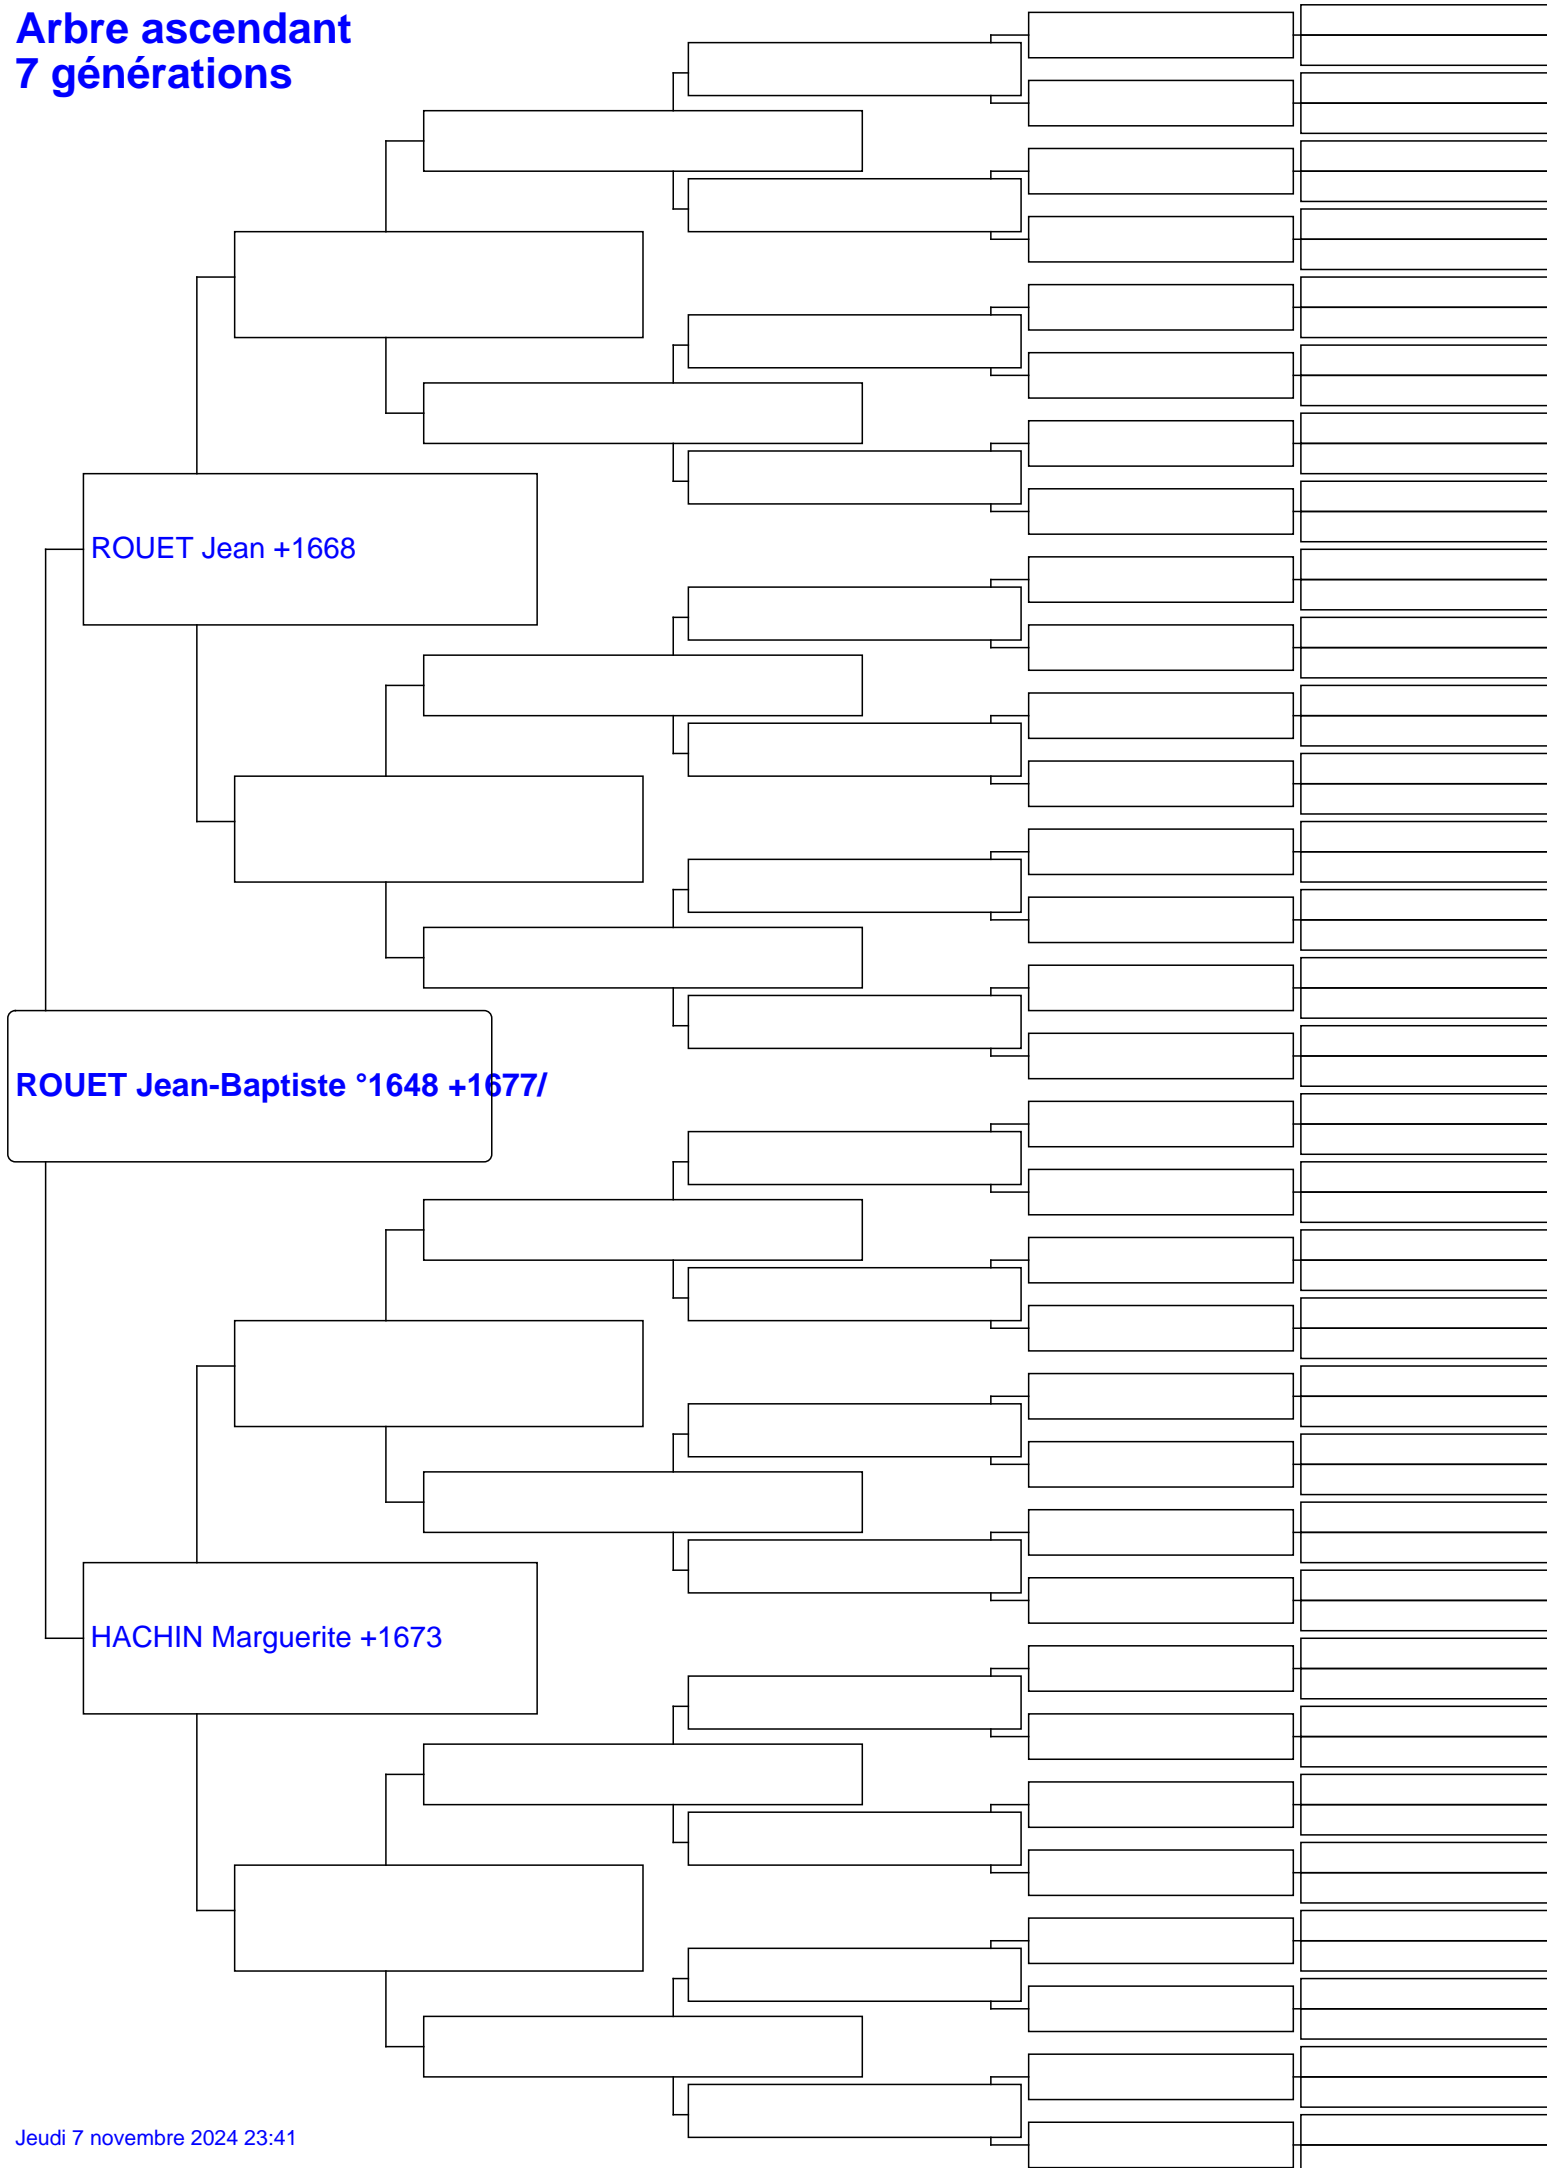 Arbre ascendant
7 générations
ROUET Jean +1668
ROUET Jean-Baptiste °1648 +1677/
HACHIN Marguerite +1673
Jeudi 7 novembre 2024 23:41